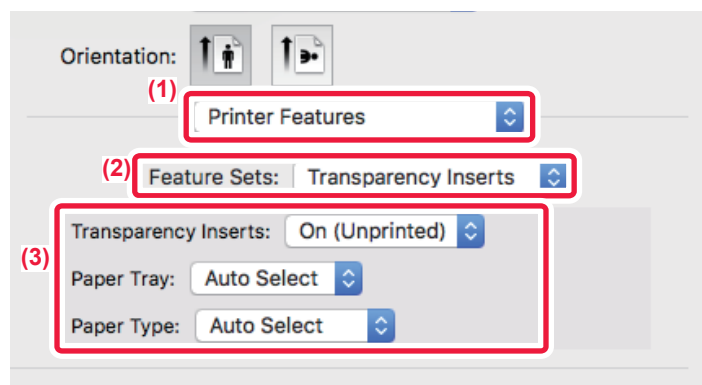 Orientation:
(1)
Printer Features
(2)
Feature Sets: Transparency Inserts
(3)
Transparency Inserts: On (Unprinted)
Paper Tray: Auto Select
Paper Type: Auto Select